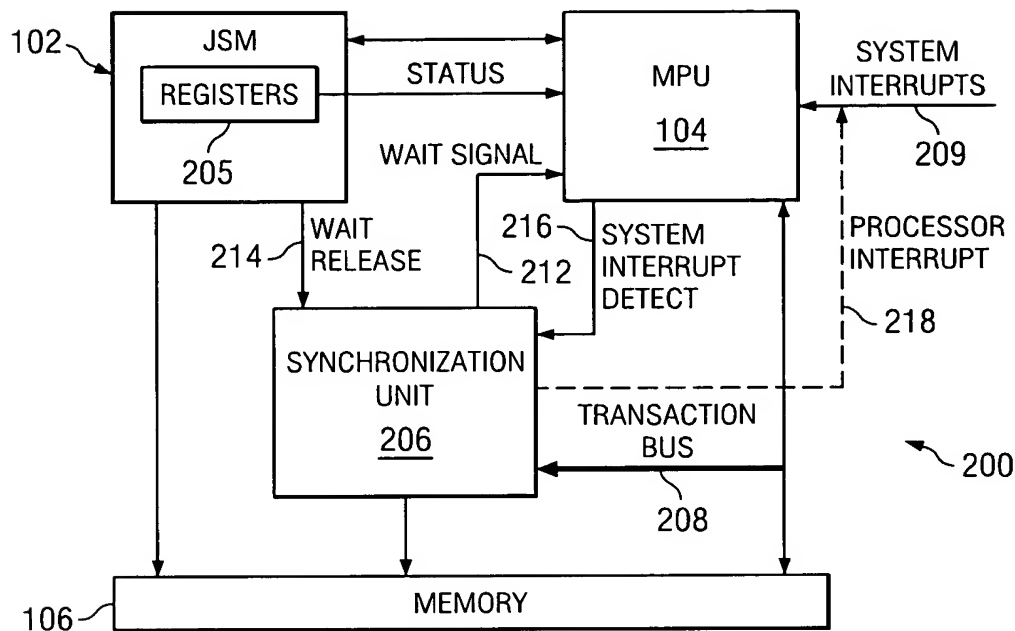 102
JSM
REGISTERS
205
STATUS
MPU
104
SYSTEM
INTERRUPTS
209
WAIT SIGNAL
214
WAIT
RELEASE
212
216
SYSTEM
INTERRUPT
DETECT
PROCESSOR
INTERRUPT
218
SYNCHRONIZATION
UNIT
206
TRANSACTION
BUS
208
200
106
MEMORY